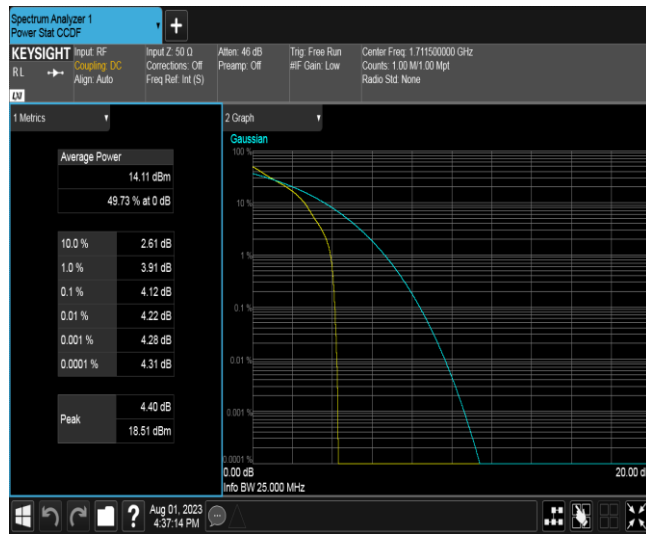 Spectrum Analyzer 1
Power Stat CCDF
KEYSIGHT
RL
LXI
Input: RF
Coupling: DC
Align: Auto
Input Z: 50 Ω
Corrections: Off
Freq Ref: Int (S)
Atten: 46 dB
Preamp: Off
Trig: Free Run
#IF Gain: Low
Center Freq: 1.711500000 GHz
Counts: 1.00 M/1.00 Mpt
Radio Std: None
1 Metrics
Average Power
14.11 dBm
49.73 % at 0 dB
10.0 % 2.61 dB
1.0 % 3.91 dB
0.1 % 4.12 dB
0.01 % 4.22 dB
0.001 % 4.28 dB
0.0001 % 4.31 dB
Peak
4.40 dB
18.51 dBm
2 Graph
Gaussian
100 %
10 %
1 %
0.1 %
0.01 %
0.001 %
0.0001 %
0.00 dB
20.00 d
Info BW 25.000 MHz
?
Aug 01, 2023
4:37:14 PM